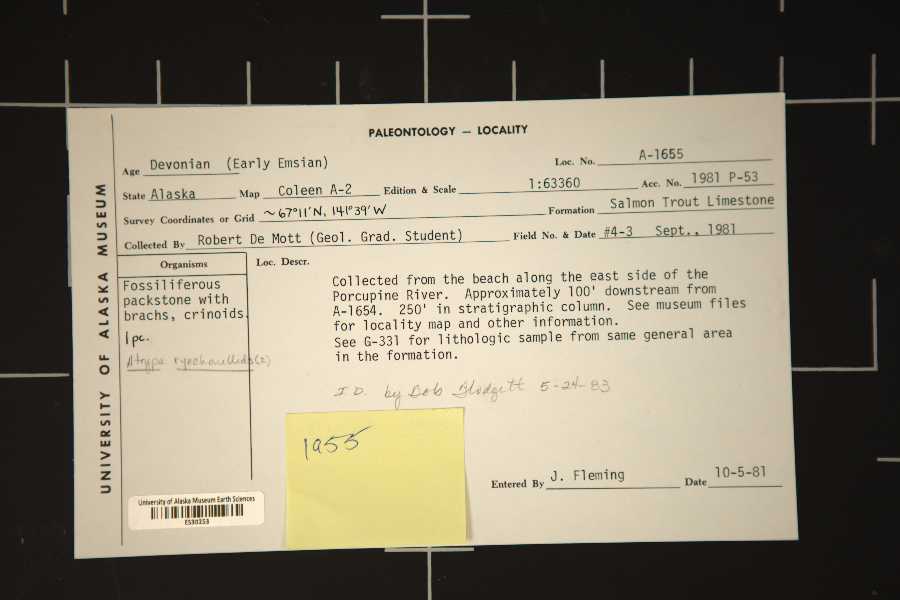 PALEONTOLOGY — LOCALITY
Age Devonian (Early Emsian) Loc. No. A-1655
State Alaska Map Coleen A-2 Edition & Scale 1:63360 Acc. No. 1981 P-53
Survey Coordinates or Grid ~67°11'N, 141°39'W Formation Salmon Trout Limestone
Collected By Robert De Mott (Geol. Grad. Student) Field No. & Date #4-3 Sept., 1981
Organisms
Fossiliferous
packstone with
brachs, crinoids
1 pc.
Atrypa rynchonellids (2)
Loc. Descr.
Collected from the beach along the east side of the
Porcupine River. Approximately 100' downstream from
A-1654. 250' in stratigraphic column. See museum files
for locality map and other information.
See G-331 for lithologic sample from same general area
in the formation.
I.D. by Bob Blodgett 5-24-83
1955
Entered By J. Fleming Date 10-5-81
University of Alaska Museum Earth Sciences
ES30253
UNIVERSITY OF ALASKA MUSEUM